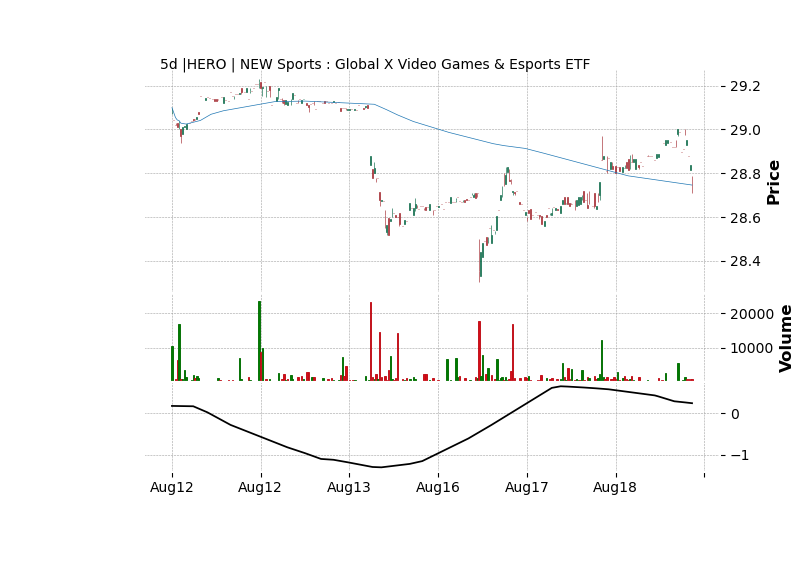 5d |HERO | NEW Sports : Global X Video Games & Esports ETF
29.2
29.0
28.8
28.6
28.4
Price
20000
10000
Volume
0
−1
Aug12 Aug12 Aug13 Aug16 Aug17 Aug18